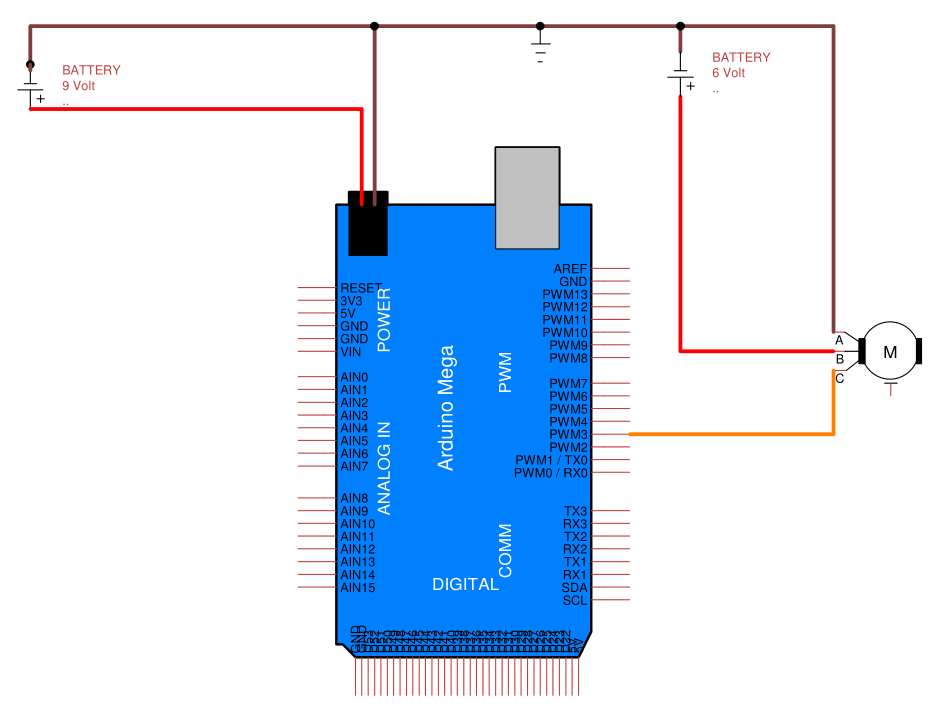 BATTERY
9 Volt
..
+
BATTERY
6 Volt
..
+
RESET
3V3
5V
GND
GND
VIN
POWER
AIN0
AIN1
AIN2
AIN3
AIN4
AIN5
AIN6
AIN7
ANALOG IN
AIN8
AIN9
AIN10
AIN11
AIN12
AIN13
AIN14
AIN15
Arduino Mega
PWM
COMM
DIGITAL
AREF
GND
PWM13
PWM12
PWM11
PWM10
PWM9
PWM8
PWM7
PWM6
PWM5
PWM4
PWM3
PWM2
PWM1 / TX0
PWM0 / RX0
TX3
RX3
TX2
RX2
TX1
RX1
SDA
SCL
A
B
C
M
GND
GND